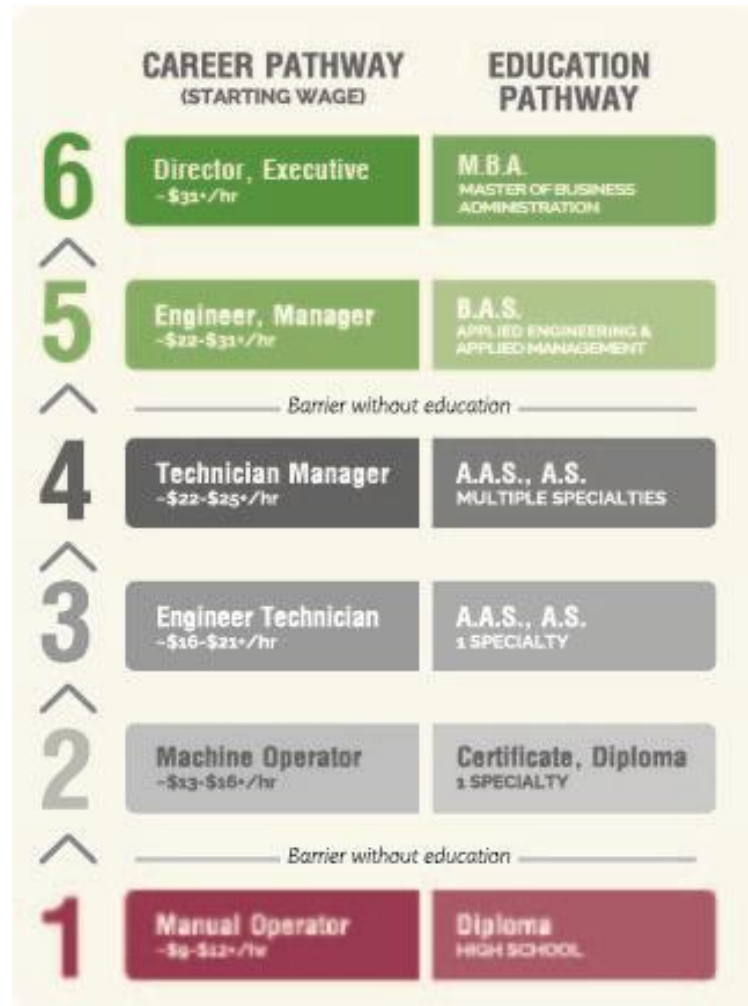 CAREER PATHWAY
(STARTING WAGE)
EDUCATION
PATHWAY
6
Director, Executive
~$31+/hr
M.B.A.
MASTER OF BUSINESS
ADMINISTRATION
5
Engineer, Manager
~$22-$31+/hr
B.A.S.
APPLIED ENGINEERING &
APPLIED MANAGEMENT
Barrier without education
4
Technician Manager
~$22-$25+/hr
A.A.S., A.S.
MULTIPLE SPECIALTIES
3
Engineer Technician
~$16-$21+/hr
A.A.S., A.S.
1 SPECIALTY
2
Machine Operator
~$13-$16+/hr
Certificate, Diploma
1 SPECIALTY
Barrier without education
1
Manual Operator
~$9-$12+/hr
Diploma
HIGH SCHOOL